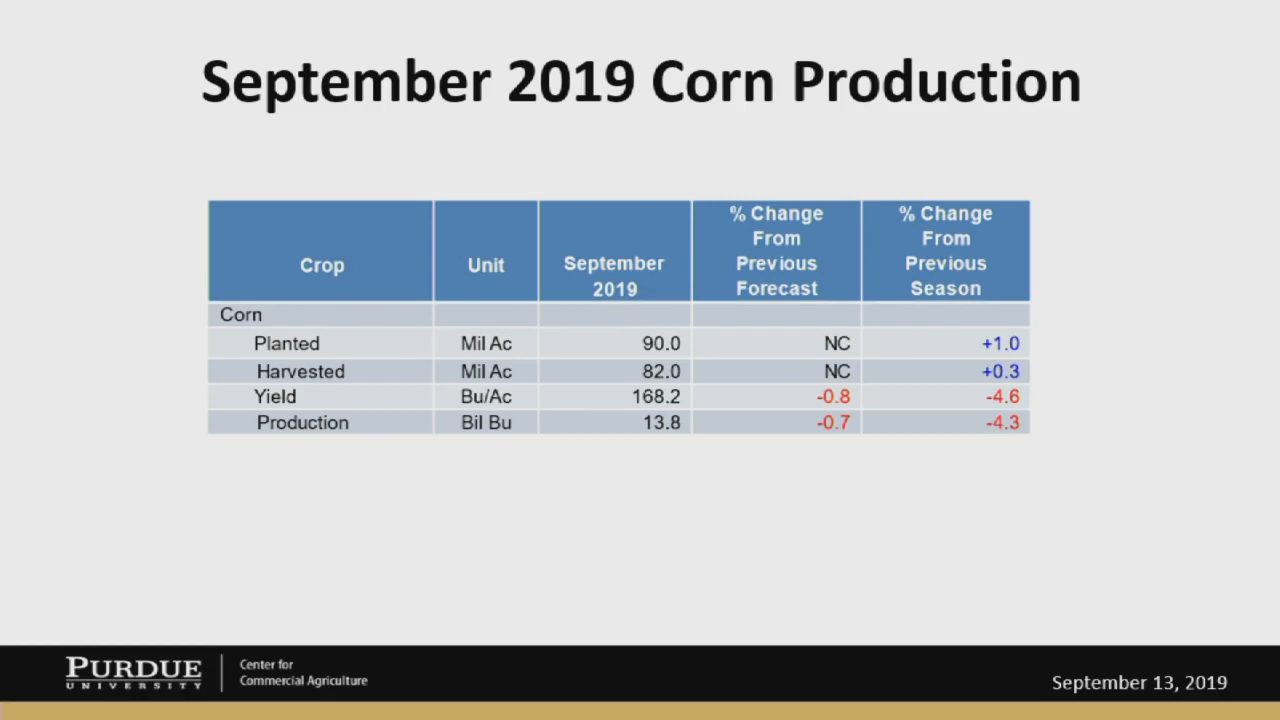 September 2019 Corn Production
Crop Unit September 2019 % Change From Previous Forecast % Change From Previous Season
Corn
Planted Mil Ac 90.0 NC +1.0
Harvested Mil Ac 82.0 NC +0.3
Yield Bu/Ac 168.2 -0.8 -4.6
Production Bil Bu 13.8 -0.7 -4.3
PURDUE
UNIVERSITY
Center for
Commercial Agriculture
September 13, 2019